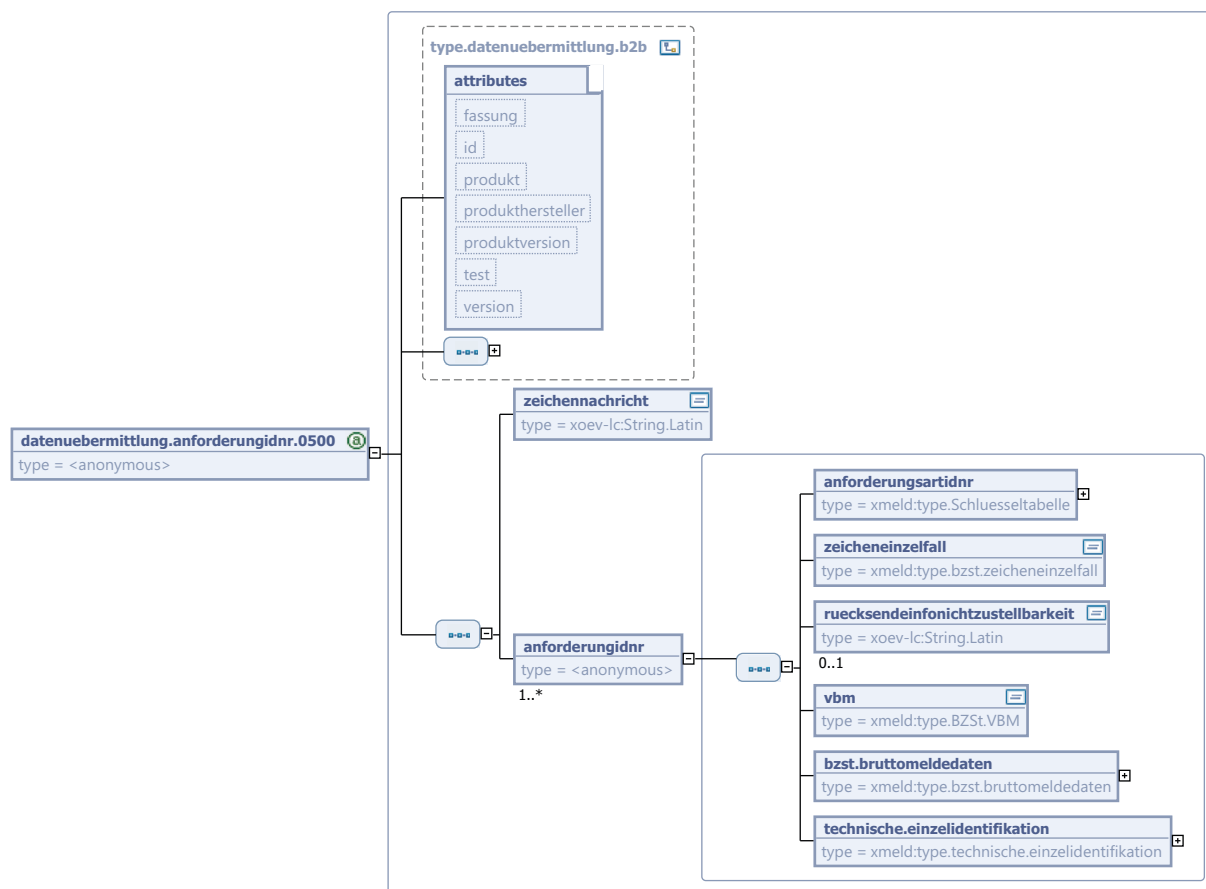 type.datenuebermittlung.b2b
attributes
fassung
id
produkt
produkthersteller
produktversion
test
version
zeichennachricht
type = xoev-lc:String.Latin
datenuebermittlung.anforderungidnr.0500 @
type = <anonymous>
anforderungsartidnr
type = xmeld:type.Schluesseltabelle
zeicheneinzelfall
type = xmeld:type.bzst.zeicheneinzelfall
ruecksendeinfonichtzustellbarkeit
type = xoev-lc:String.Latin
0..1
anforderungidnr
type = <anonymous>
1..*
vbm
type = xmeld:type.BZSt.VBM
bzst.bruttomeldedaten
type = xmeld:type.bzst.bruttomeldedaten
technische.einzelidentifikation
type = xmeld:type.technische.einzelidentifikation